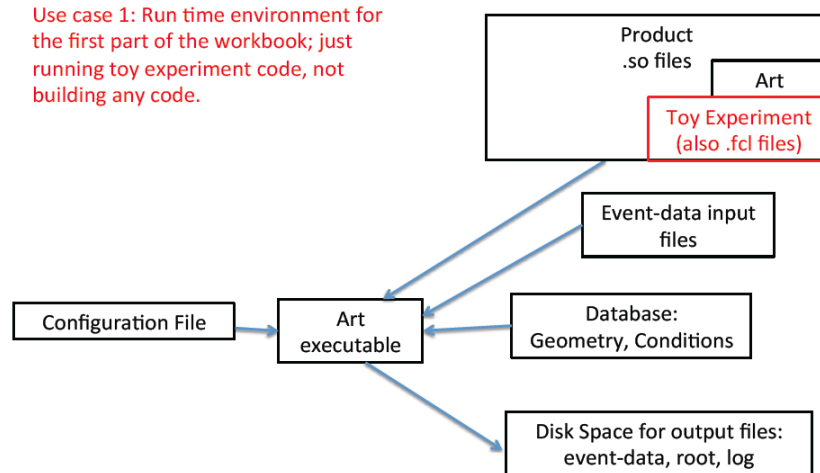 Use case 1: Run time environment for
the first part of the workbook; just
running toy experiment code, not
building any code.
Product
.so files
Art
Toy Experiment
(also .fcl files)
Event-data input
files
Configuration File
Art
executable
Database:
Geometry, Conditions
Disk Space for output files:
event-data, root, log